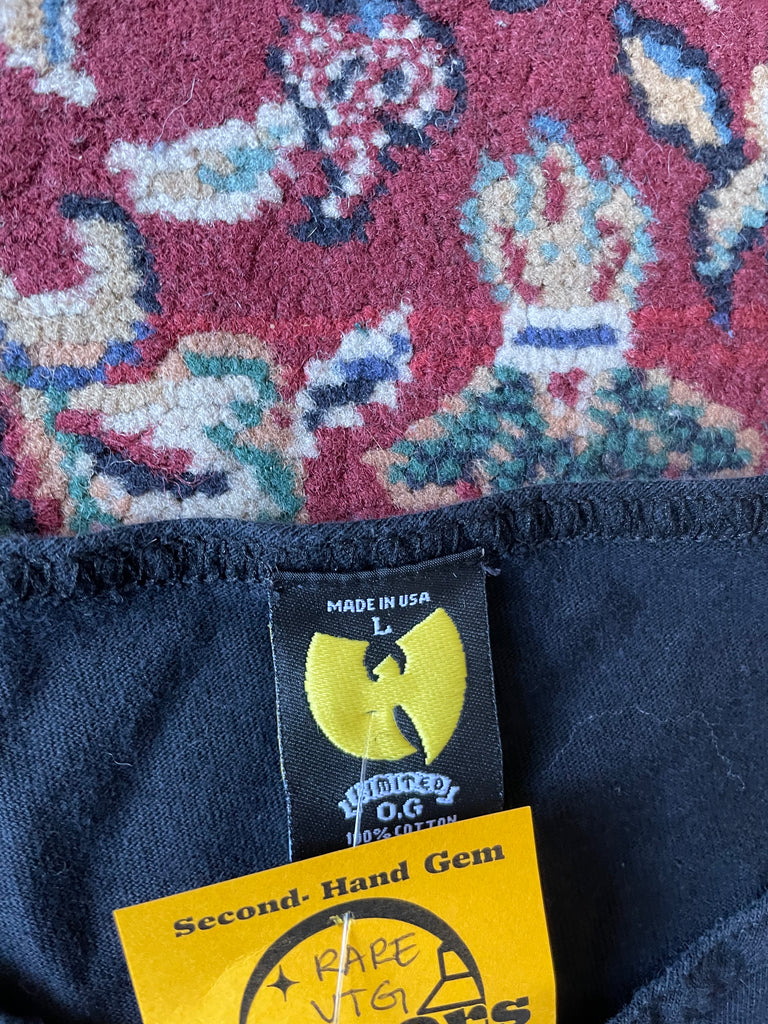 MADE IN USA
L
LIMITED
O.G
100% COTTON
Second- Hand Gem
RARE
VTG